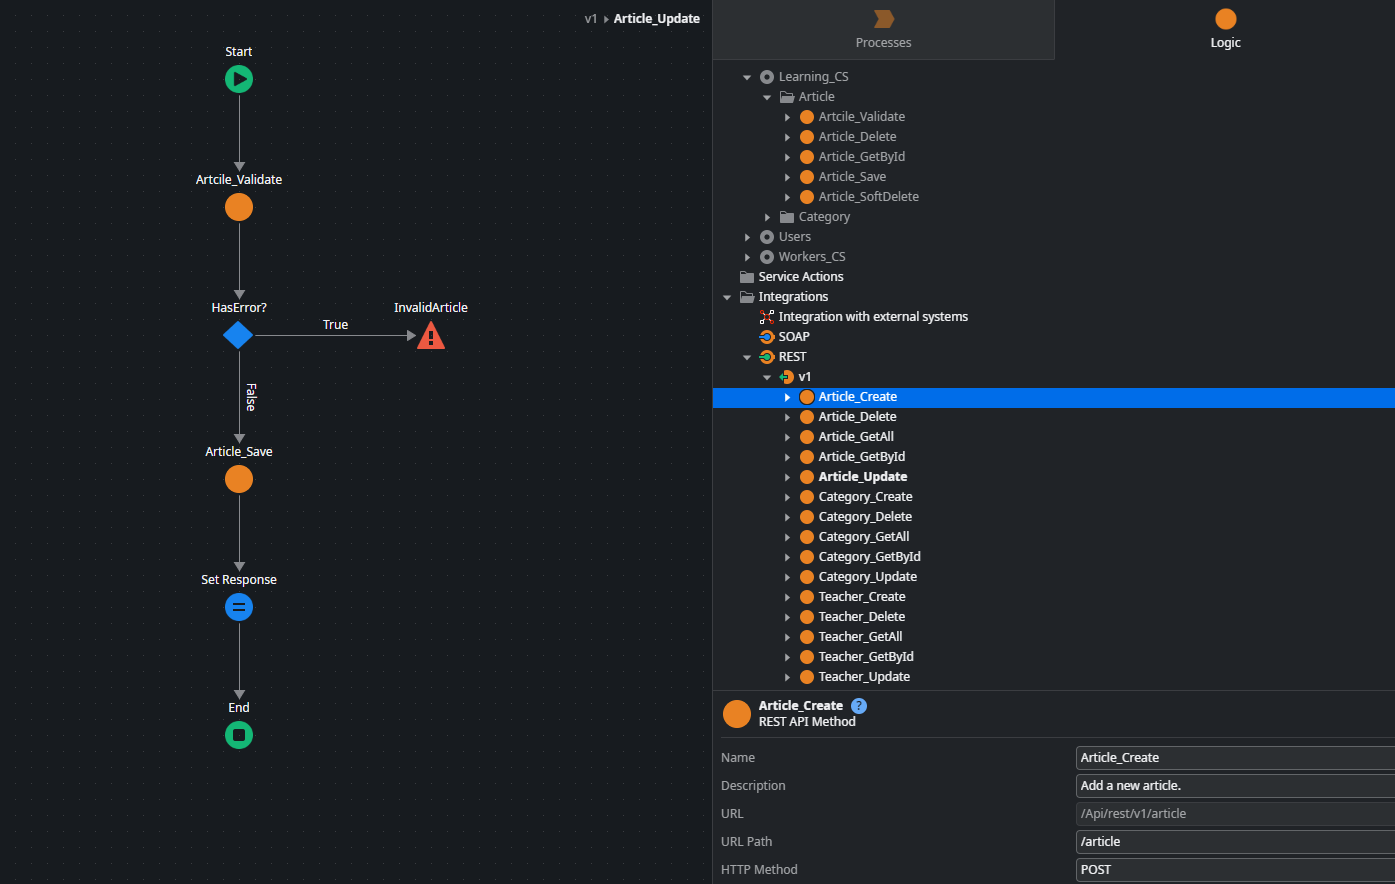 v1 ▸ Article_Update
Start
Artcile_Validate
HasError?
True
InvalidArticle
False
Article_Save
Set Response
End
Processes
Logic
Learning_CS
Article
Artcile_Validate
Article_Delete
Article_GetById
Article_Save
Article_SoftDelete
Category
Users
Workers_CS
Service Actions
Integrations
Integration with external systems
SOAP
REST
v1
Article_Create
Article_Delete
Article_GetAll
Article_GetById
Article_Update
Category_Create
Category_Delete
Category_GetAll
Category_GetById
Category_Update
Teacher_Create
Teacher_Delete
Teacher_GetAll
Teacher_GetById
Teacher_Update
Article_Create ?
REST API Method
Name Article_Create
Description Add a new article.
URL /Api/rest/v1/article
URL Path /article
HTTP Method POST